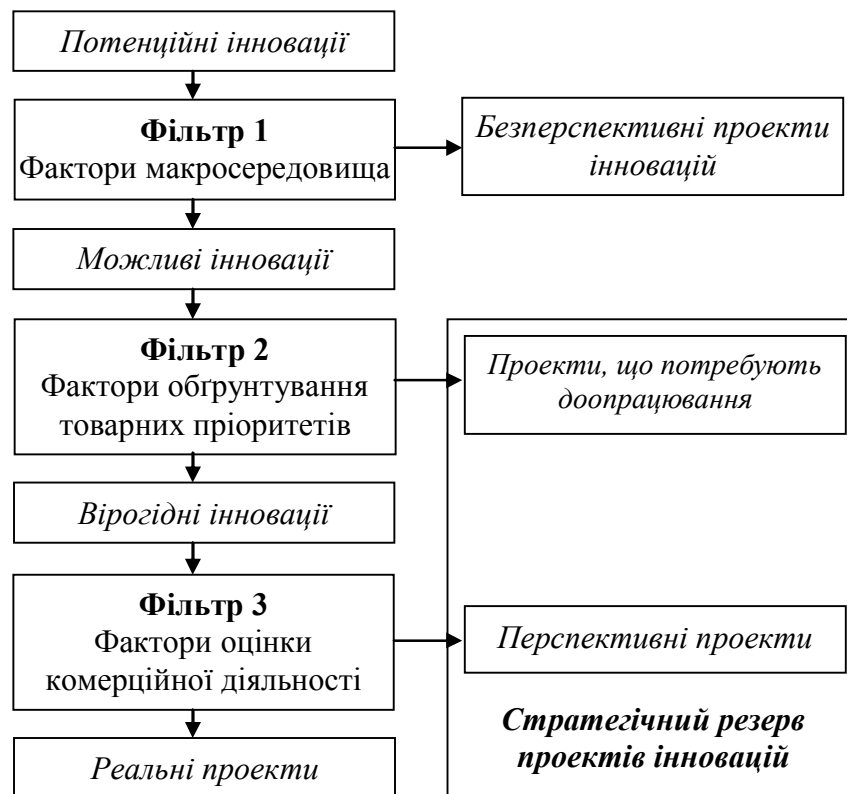 Потенційні інновації
Фільтр 1
Фактори макросередовища
Безперспективні проекти
інновацій
Можливі інновації
Фільтр 2
Фактори обґрунтування
товарних пріоритетів
Проекти, що потребують
доопрацювання
Вірогідні інновації
Фільтр 3
Фактори оцінки
комерційної діяльності
Перспективні проекти
Стратегічний резерв
проектів інновацій
Реальні проекти